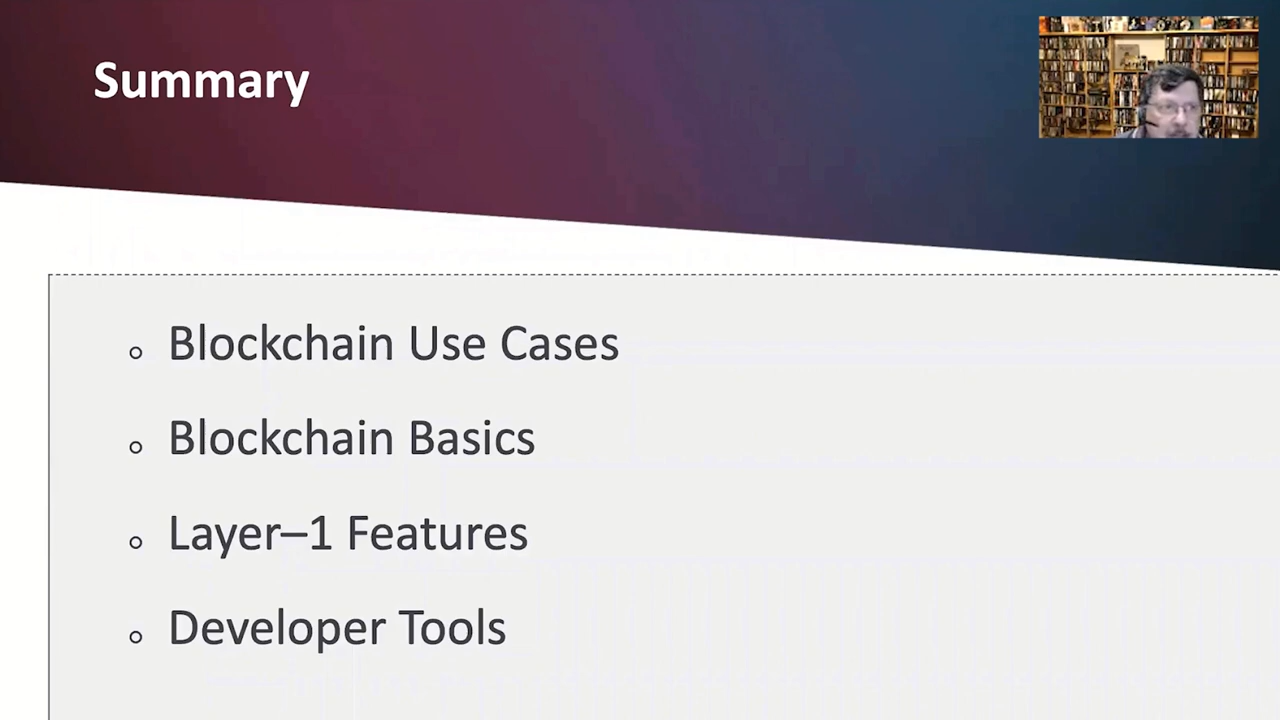 Summary
Blockchain Use Cases
Blockchain Basics
Layer–1 Features
Developer Tools